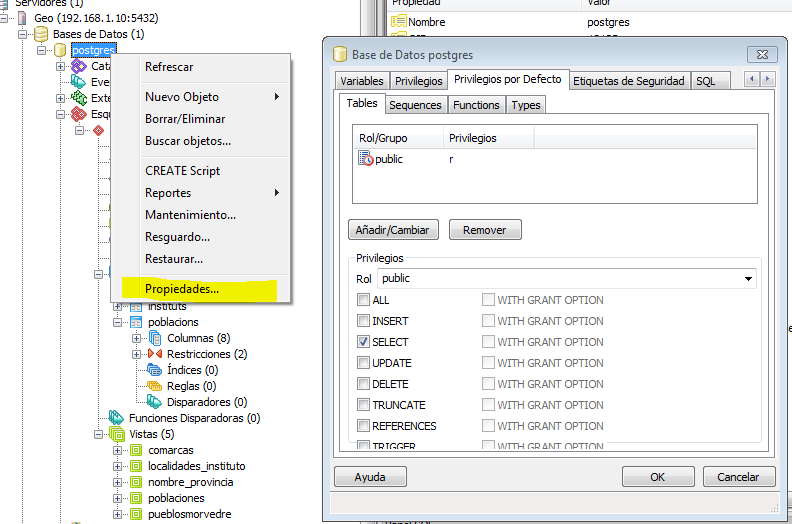 Servidores (1)
Geo (192.168.1.10:5432)
Bases de Datos (1)
postgres
Cata
Eve
Exte
Esqu
Refrescar
Nuevo Objeto
Borrar/Eliminar
Buscar objetos...
CREATE Script
Reportes
Mantenimiento...
Resguardo...
Restaurar...
Propiedades...
instituts
poblacions
Columnas (8)
Restricciones (2)
Índices (0)
Reglas (0)
Disparadores (0)
Funciones Disparadoras (0)
Vistas (5)
comarcas
localidades_instituto
nombre_provincia
poblaciones
pueblosmorvedre
Propiedad Valor
Nombre postgres
Base de Datos postgres
Variables Privilegios Privilegios por Defecto Etiquetas de Seguridad SQL
Tables Sequences Functions Types
Rol/Grupo Privilegios
public r
Añadir/Cambiar Remover
Privilegios
Rol public
ALL WITH GRANT OPTION
INSERT WITH GRANT OPTION
SELECT WITH GRANT OPTION
UPDATE WITH GRANT OPTION
DELETE WITH GRANT OPTION
TRUNCATE WITH GRANT OPTION
REFERENCES WITH GRANT OPTION
TRIGGER WITH GRANT OPTION
Ayuda OK Cancelar